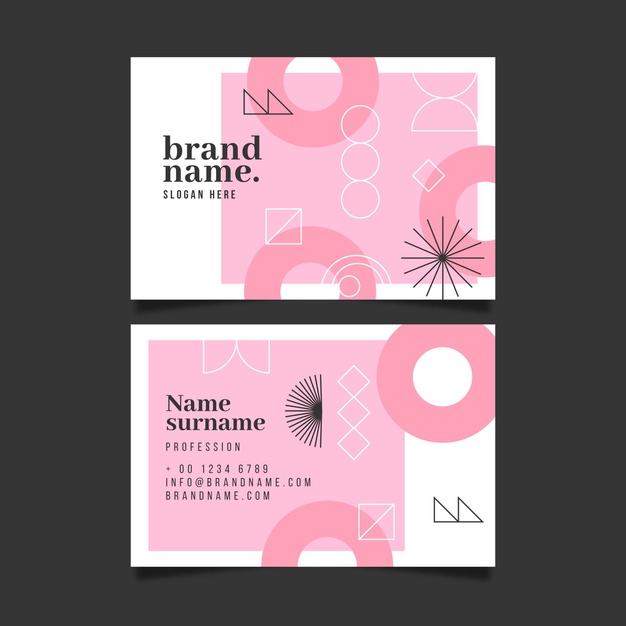 brand
name.
SLOGAN HERE
Name
surname
PROFESSION
+ 00 1234 6789
INFO@BRANDNAME.COM
BRANDNAME.COM